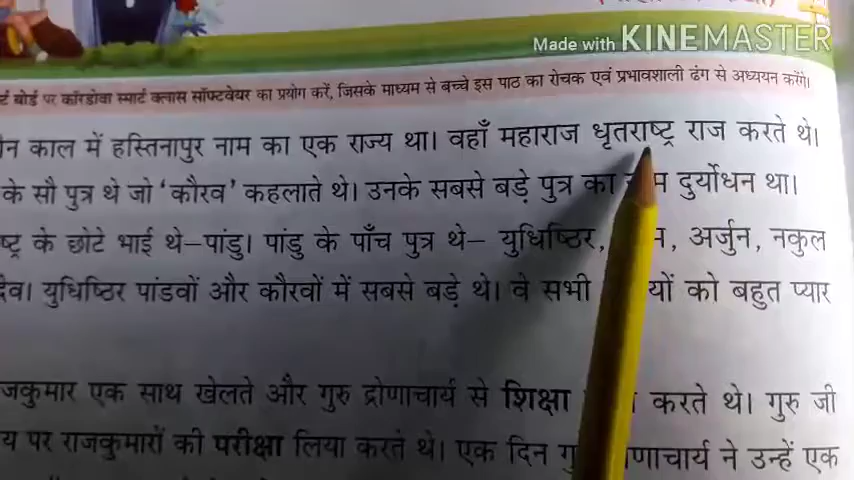 Made with KINEMASTER
र्ट बोर्ड पर कॉरडोवा स्मार्ट क्लास सॉफ्टवेयर का प्रयोग करें, जिसके माध्यम से बच्चे इस पाठ का रोचक एवं प्रभावशाली ढंग से अध्ययन करेंगे।
न काल में हस्तिनापुर नाम का एक राज्य था। वहाँ महाराज धृतराष्ट्र राज करते थे।
के सौ पुत्र थे जो 'कौरव' कहलाते थे। उनके सबसे बड़े पुत्र का दुर्योधन था।
ष्ट्र के छोटे भाई थे–पांडु। पांडु के पाँच पुत्र थे– युधिष्ठिर, , अर्जुन, नकुल
देव। युधिष्ठिर पांडवों और कौरवों में सबसे बड़े थे। वे सभी यों को बहुत प्यार
जकुमार एक साथ खेलते और गुरु द्रोणाचार्य से शिक्षा करते थे। गुरु जी
य पर राजकुमारों की परीक्षा लिया करते थे। एक दिन णाचार्य ने उन्हें एक